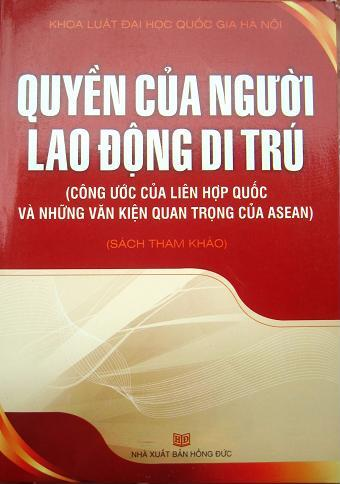 KHOA LUẬT ĐẠI HỌC QUỐC GIA HÀ NỘI
QUYỀN CỦA NGƯỜI
LAO ĐỘNG DI TRÚ
(CÔNG ƯỚC CỦA LIÊN HỢP QUỐC
VÀ NHỮNG VĂN KIỆN QUAN TRỌNG CỦA ASEAN)
(SÁCH THAM KHẢO)
HĐ
NHÀ XUẤT BẢN HỒNG ĐỨC